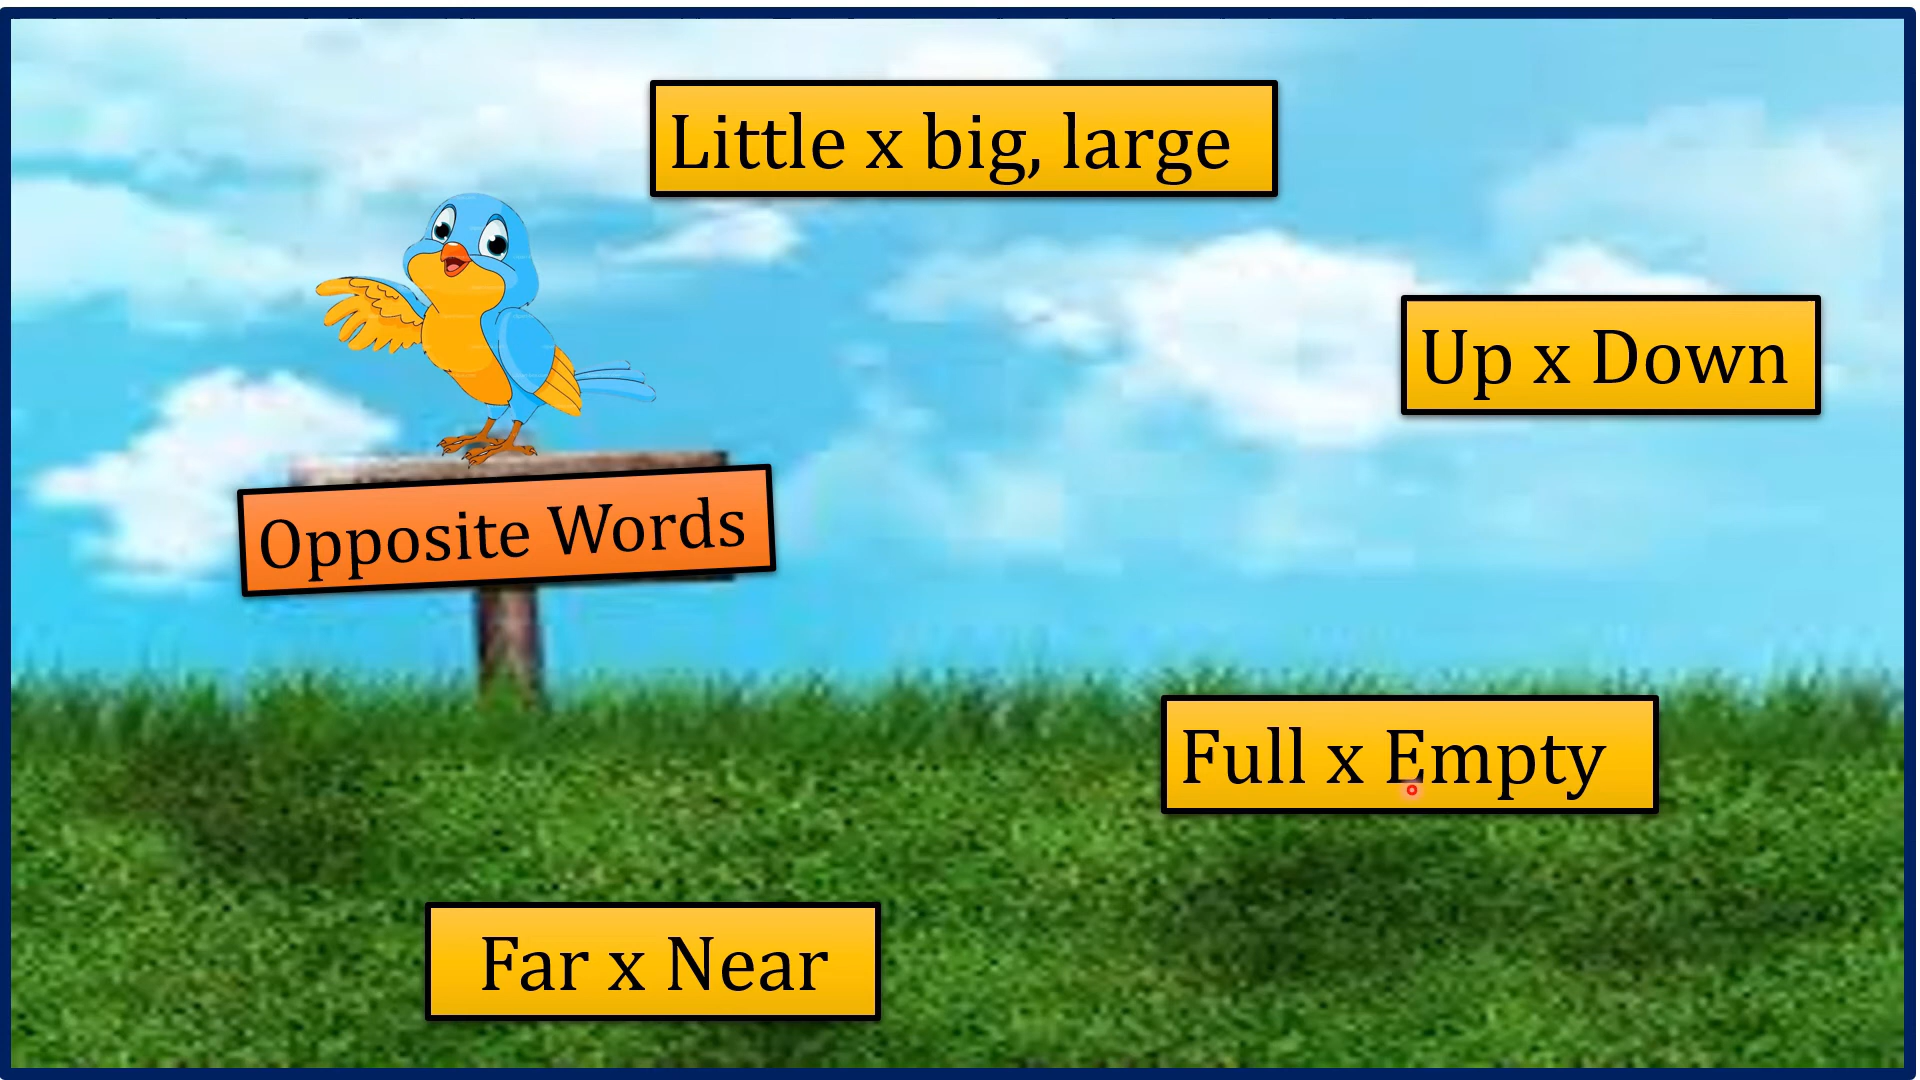 Little x big, large
Up x Down
Opposite Words
Full x Empty
Far x Near